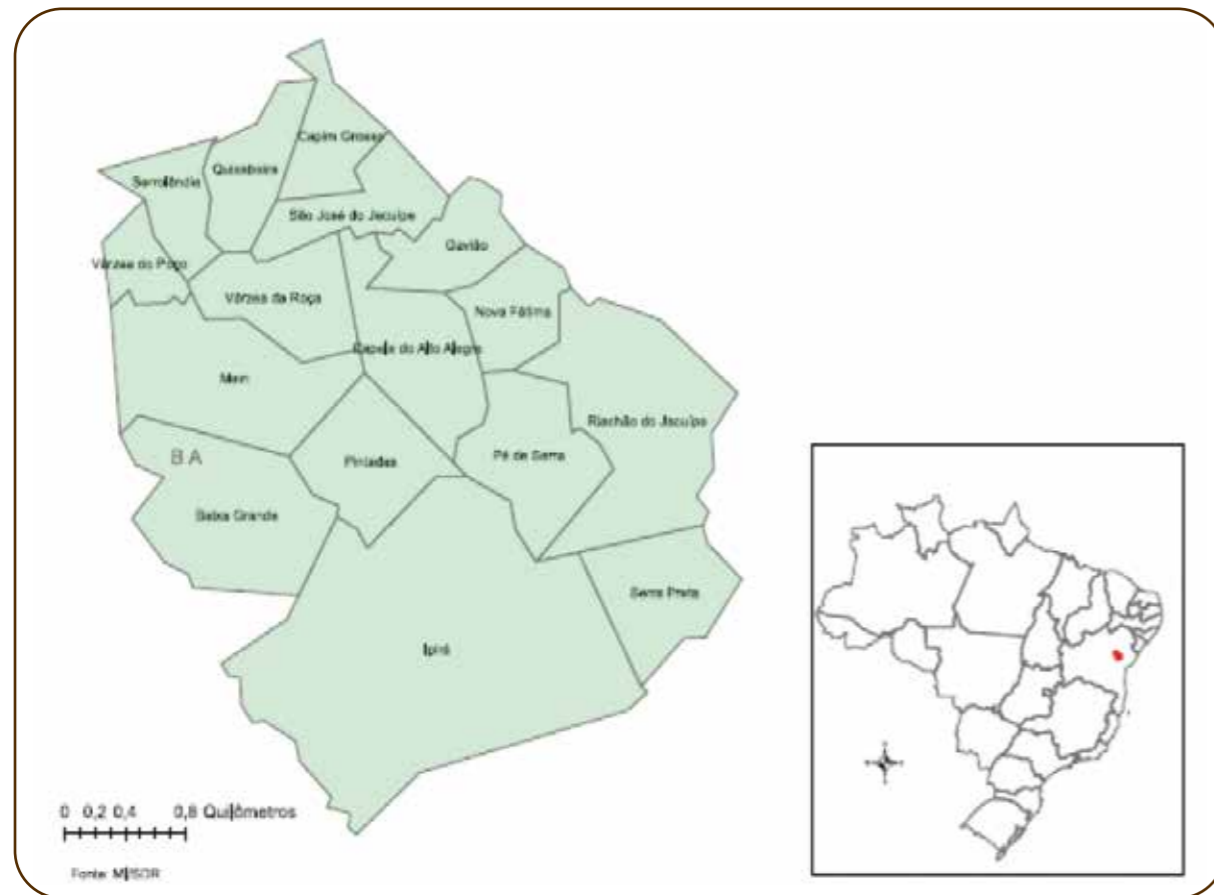 Capim Grosso
Quixabeira
Serrolândia
São José do Jacuípe
Gavião
Várzea do Poço
Várzea da Roça
Nova Fátima
Capela do Alto Alegre
Mairi
Riachão do Jacuípe
BA
Pintadas
Pé de Serra
Baixa Grande
Serra Preta
Ipirá
0 0,2 0,4 0,8 Quilômetros
Fonte: MI/SDR